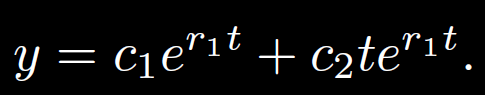 y = c₁e^{r₁t} + c₂te^{r₁t}.